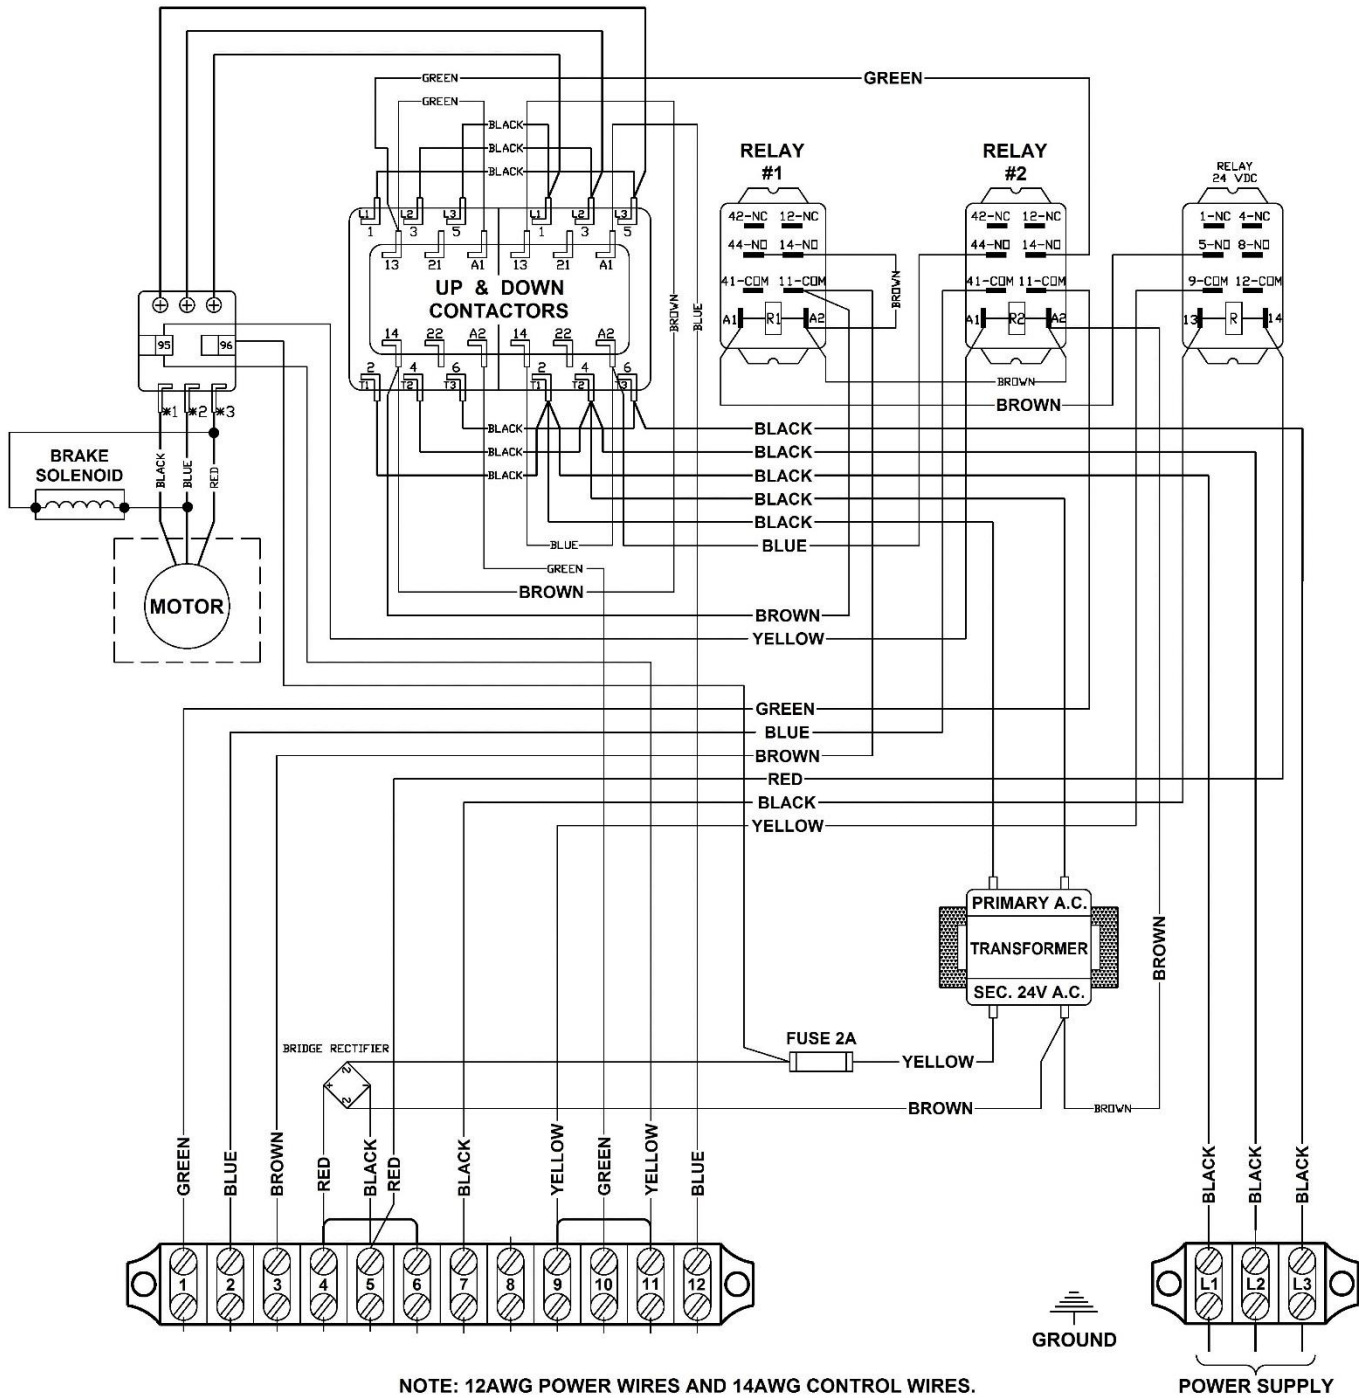 GREEN
GREEN
GREEN
BLACK
BLACK
BLACK
RELAY
#1
RELAY
#2
RELAY
24 VDC
L1 L2 L3 L1 L2 L3
1 3 5 1 3 5
13 21 A1 13 21 A1
UP & DOWN
CONTACTORS
14 22 A2 14 22 A2
2 4 6 2 4 6
T1 T2 T3 T1 T2 T3
BROWN
BLUE
42-NC 12-NC
44-NO 14-NO
41-COM 11-COM
A1 R1 A2
BROWN
42-NC 12-NC
44-NO 14-NO
41-COM 11-COM
A1 R2 A2
1-NC 4-NC
5-NO 8-NO
9-COM 12-COM
13 R 14
BROWN
BROWN
95 96
*1 *2 *3
BRAKE
SOLENOID
BLACK
BLUE
RED
MOTOR
BLACK
BLACK
BLACK
BLACK
BLACK
BLACK
BLACK
BLACK
BLUE
BLUE
GREEN
BROWN
BROWN
YELLOW
GREEN
BLUE
BROWN
RED
BLACK
YELLOW
PRIMARY A.C.
TRANSFORMER
SEC. 24V A.C.
BROWN
FUSE 2A
YELLOW
BROWN
BROWN
BRIDGE RECTIFIER
+ -
GREEN
BLUE
BROWN
RED
BLACK
RED
BLACK
YELLOW
GREEN
YELLOW
BLUE
BLACK
BLACK
BLACK
1 2 3 4 5 6 7 8 9 10 11 12
L1 L2 L3
GROUND
POWER SUPPLY
NOTE: 12AWG POWER WIRES AND 14AWG CONTROL WIRES.